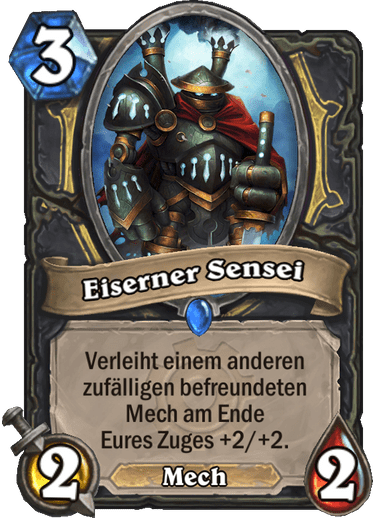 3
Eiserner Sensei
Verleiht einem anderen
zufälligen befreundeten
Mech am Ende
Eures Zuges +2/+2.
2
Mech
2